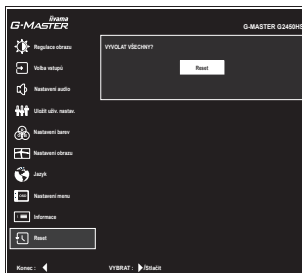 iiyama
G-MASTER
G-MASTER G2450HS
Regulace obrazu
VYVOLAT VŠECHNY?
Reset
Volba vstupů
Nastavení audio
Uložit uživ. nastav.
Nastavení barev
Nastavení obrazu
Jazyk
Nastavení menu
Informace
Reset
Konec :
VYBRAT : /Stlačit